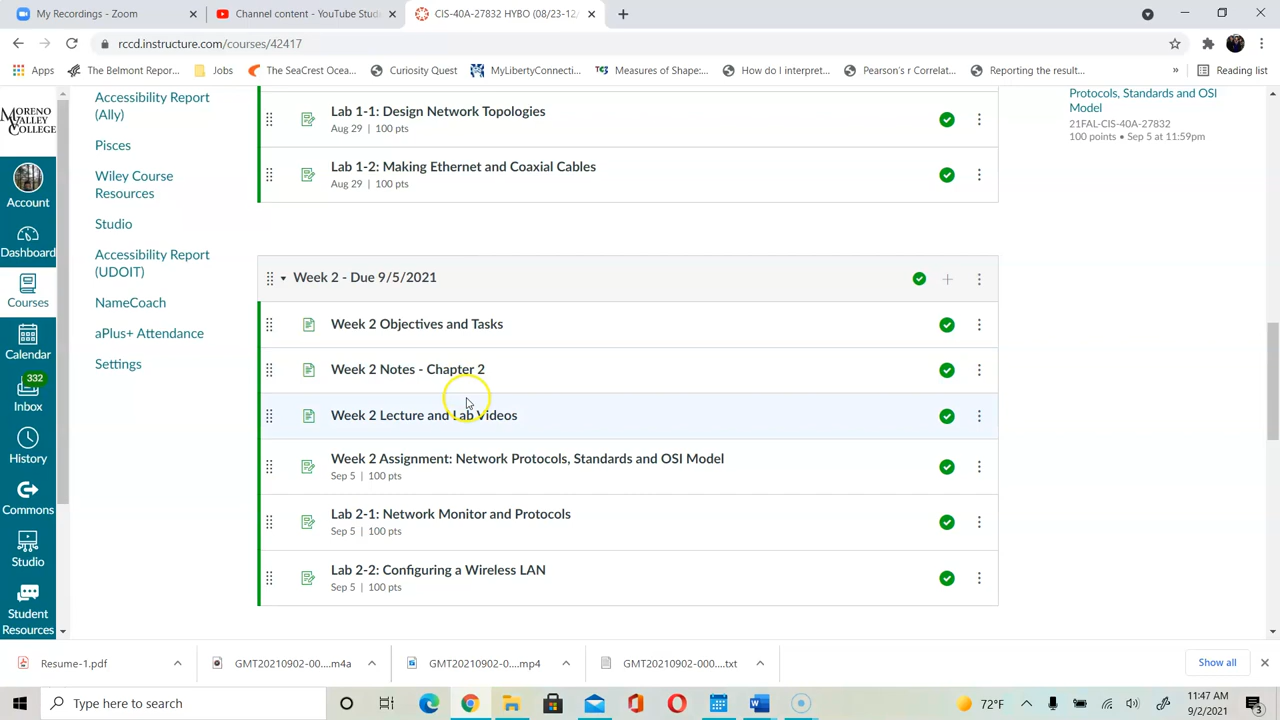 My Recordings - Zoom
Channel content - YouTube Stud
CIS-40A-27832 HYBO (08/23-12/
rccd.instructure.com/courses/42417
Apps
The Belmont Repor...
Jobs
The SeaCrest Ocea...
Curiosity Quest
MyLibertyConnecti...
Measures of Shape:...
How do I interpret...
Pearson's r Correlat...
Reporting the result...
»
Reading list
MORENO
VALLEY
COLLEGE
Account
Dashboard
Courses
Calendar
332
Inbox
History
Commons
Studio
Student
Resources
Accessibility Report
(Ally)
Pisces
Wiley Course
Resources
Studio
Accessibility Report
(UDOIT)
NameCoach
aPlus+ Attendance
Settings
Lab 1-1: Design Network Topologies
Aug 29 | 100 pts
Lab 1-2: Making Ethernet and Coaxial Cables
Aug 29 | 100 pts
Week 2 - Due 9/5/2021
Week 2 Objectives and Tasks
Week 2 Notes - Chapter 2
Week 2 Lecture and Lab Videos
Week 2 Assignment: Network Protocols, Standards and OSI Model
Sep 5 | 100 pts
Lab 2-1: Network Monitor and Protocols
Sep 5 | 100 pts
Lab 2-2: Configuring a Wireless LAN
Sep 5 | 100 pts
Protocols, Standards and OSI
Model
21FAL-CIS-40A-27832
100 points • Sep 5 at 11:59pm
Resume-1.pdf
GMT20210902-00....m4a
GMT20210902-0....mp4
GMT20210902-000....txt
Show all
Type here to search
72°F
11:47 AM
9/2/2021
3